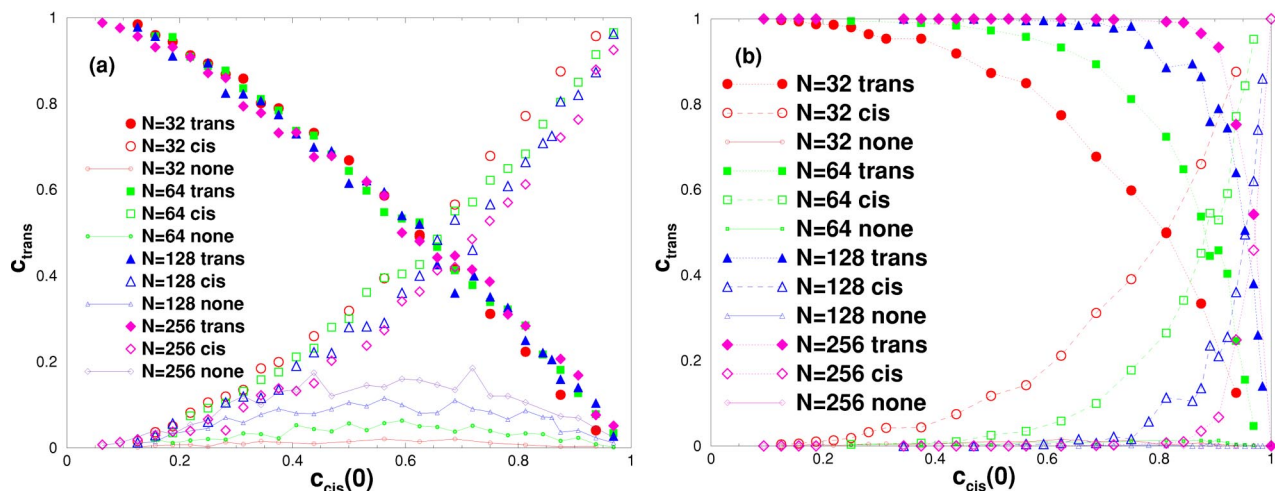 (a)
c_trans
1
0.8
0.6
0.4
0.2
0
N=32 trans
N=32 cis
N=32 none
N=64 trans
N=64 cis
N=64 none
N=128 trans
N=128 cis
N=128 none
N=256 trans
N=256 cis
N=256 none
0 0.2 0.4 0.6 0.8 1
c_cis(0)
(b)
c_trans
1
0.8
0.6
0.4
0.2
0
N=32 trans
N=32 cis
N=32 none
N=64 trans
N=64 cis
N=64 none
N=128 trans
N=128 cis
N=128 none
N=256 trans
N=256 cis
N=256 none
0 0.2 0.4 0.6 0.8 1
c_cis(0)